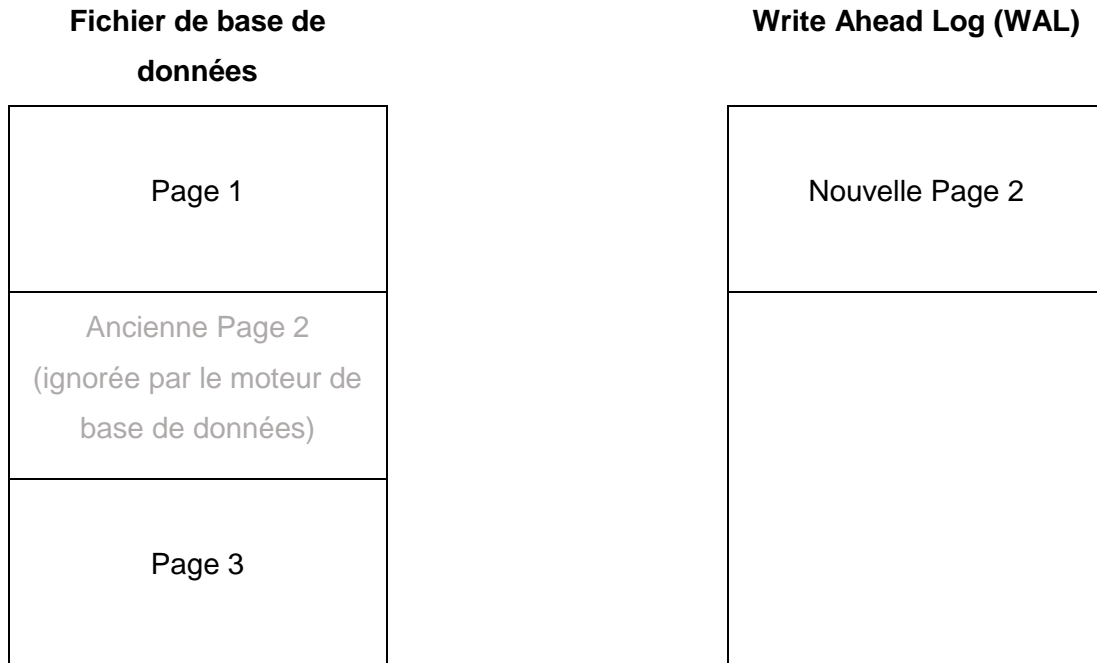 Fichier de base de
données
Write Ahead Log (WAL)
Page 1
Nouvelle Page 2
Ancienne Page 2
(ignorée par le moteur de
base de données)
Page 3